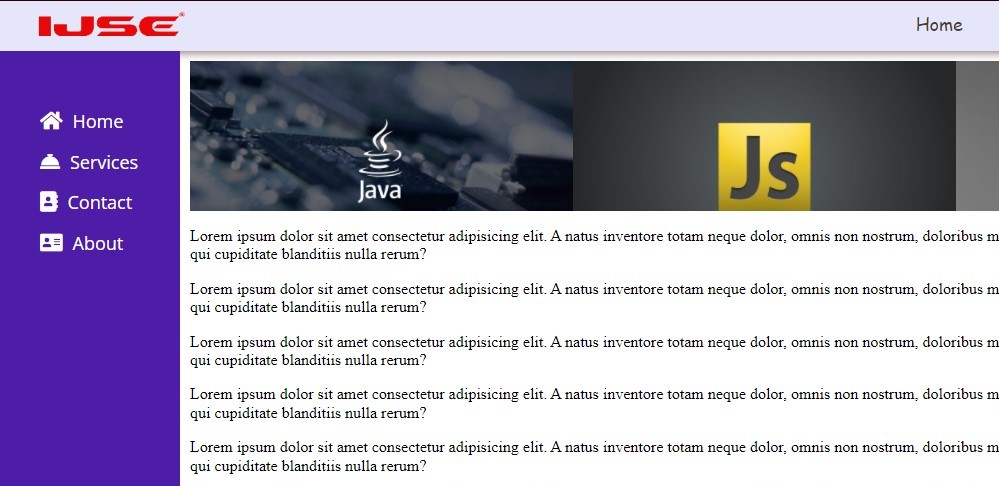 IJSE
Home
Home
Services
Contact
About
Java
Js
Lorem ipsum dolor sit amet consectetur adipisicing elit. A natus inventore totam neque dolor, omnis non nostrum, doloribus m
qui cupiditate blanditiis nulla rerum?
Lorem ipsum dolor sit amet consectetur adipisicing elit. A natus inventore totam neque dolor, omnis non nostrum, doloribus m
qui cupiditate blanditiis nulla rerum?
Lorem ipsum dolor sit amet consectetur adipisicing elit. A natus inventore totam neque dolor, omnis non nostrum, doloribus m
qui cupiditate blanditiis nulla rerum?
Lorem ipsum dolor sit amet consectetur adipisicing elit. A natus inventore totam neque dolor, omnis non nostrum, doloribus m
qui cupiditate blanditiis nulla rerum?
Lorem ipsum dolor sit amet consectetur adipisicing elit. A natus inventore totam neque dolor, omnis non nostrum, doloribus m
qui cupiditate blanditiis nulla rerum?